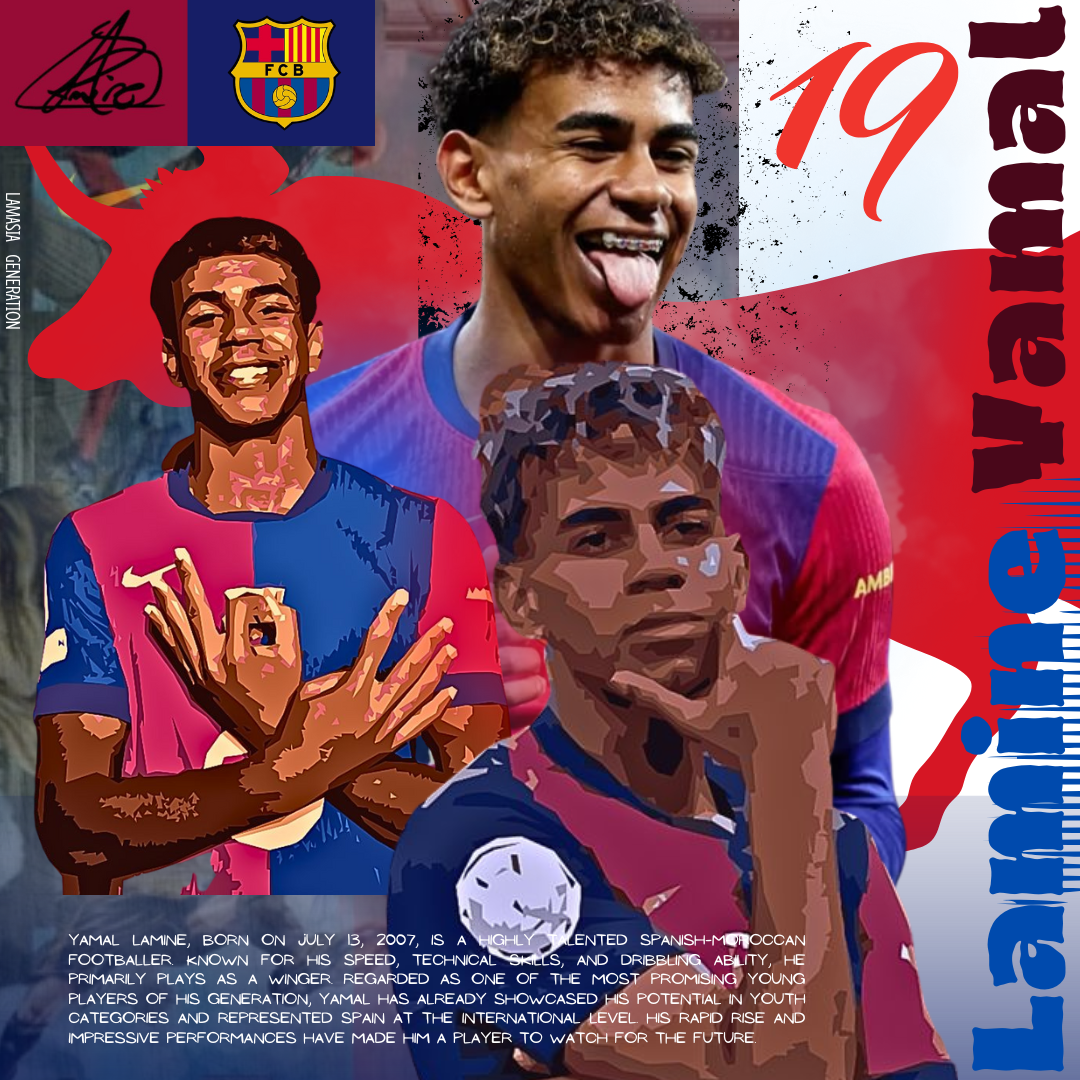 FCB
19
Lamine Yamal
LAMASIA GENERATION
AMBI
YAMAL LAMINE, BORN ON JULY 13, 2007, IS A HIGHLY TALENTED SPANISH-MOROCCAN
FOOTBALLER. KNOWN FOR HIS SPEED, TECHNICAL SKILLS, AND DRIBBLING ABILITY, HE
PRIMARILY PLAYS AS A WINGER. REGARDED AS ONE OF THE MOST PROMISING YOUNG
PLAYERS OF HIS GENERATION, YAMAL HAS ALREADY SHOWCASED HIS POTENTIAL IN YOUTH
CATEGORIES AND REPRESENTED SPAIN AT THE INTERNATIONAL LEVEL. HIS RAPID RISE AND
IMPRESSIVE PERFORMANCES HAVE MADE HIM A PLAYER TO WATCH FOR THE FUTURE.